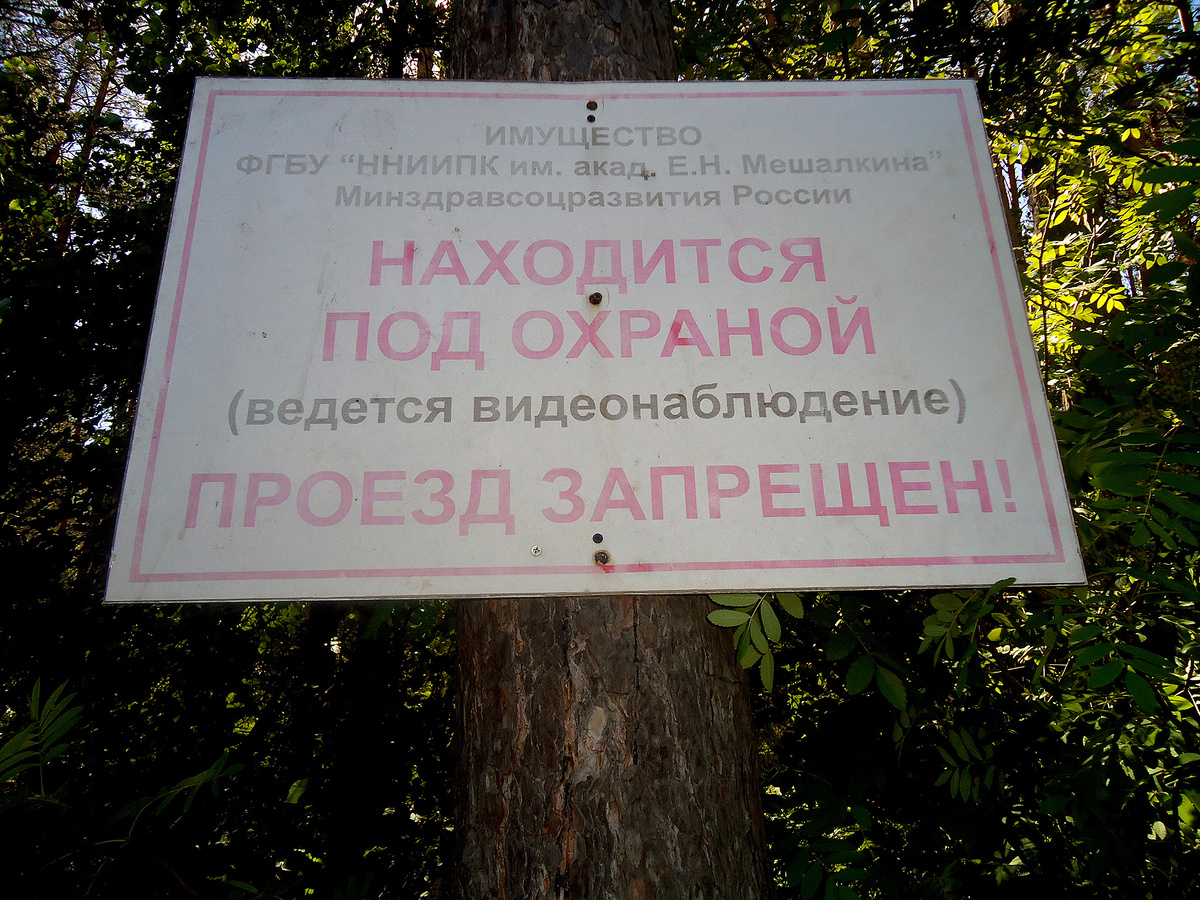 ИМУЩЕСТВО
ФГБУ “ННИИПК им. акад. Е.Н. Мешалкина”
Минздравсоцразвития России
НАХОДИТСЯ
ПОД ОХРАНОЙ
(ведется видеонаблюдение)
ПРОЕЗД ЗАПРЕЩЕН!